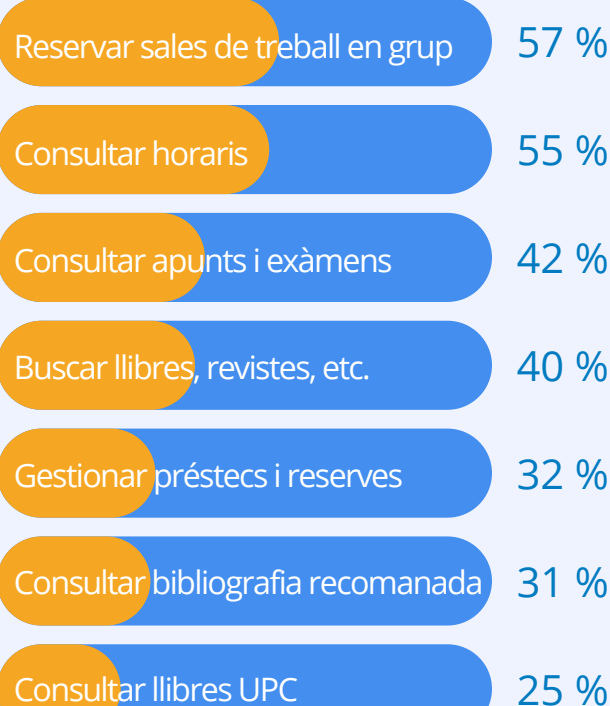 Reservar sales de treball en grup 57 %
Consultar horaris 55 %
Consultar apunts i exàmens 42 %
Buscar llibres, revistes, etc. 40 %
Gestionar préstecs i reserves 32 %
Consultar bibliografia recomanada 31 %
Consultar llibres UPC 25 %